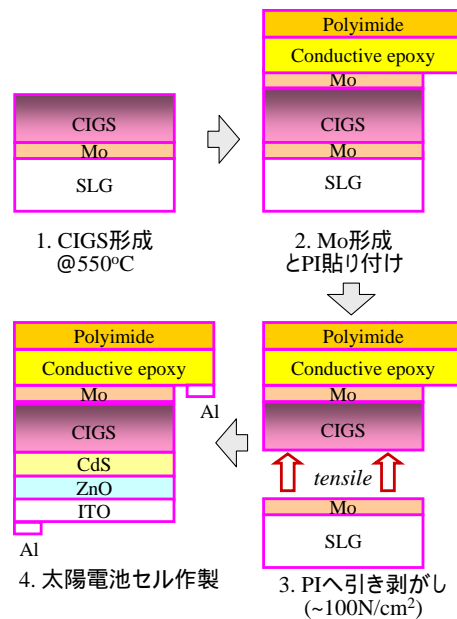 CIGS
Mo
SLG
1. CIGS形成
@550°C
Polyimide
Conductive epoxy
Mo
CIGS
Mo
SLG
2. Mo形成
とPI貼り付け
Polyimide
Conductive epoxy
Mo
CIGS
tensile
Mo
SLG
3. PIへ引き剥がし
(~100N/cm²)
Polyimide
Conductive epoxy
Mo
Al
CIGS
CdS
ZnO
ITO
Al
4. 太陽電池セル作製